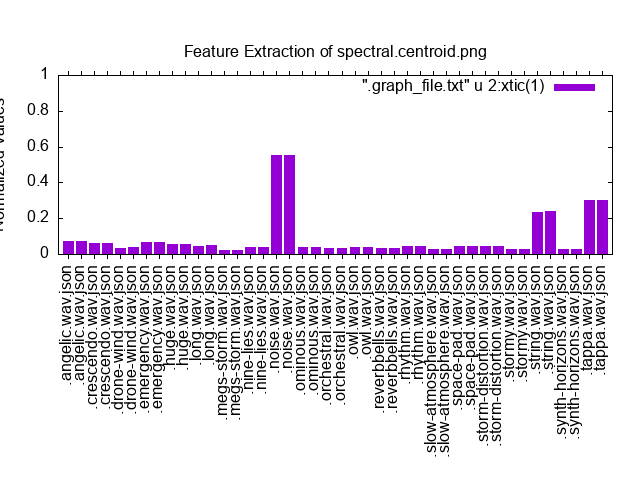 Feature Extraction of spectral.centroid.png
Normalized Values
".graph_file.txt" u 2:xtic(1)
1
0.8
0.6
0.4
0.2
0
.angelic.wav.json
.angelic.wav.json
.crescendo.wav.json
.crescendo.wav.json
.drone-wind.wav.json
.drone-wind.wav.json
.emergency.wav.json
.emergency.wav.json
.huge.wav.json
.huge.wav.json
.long.wav.json
.long.wav.json
.megs-storm.wav.json
.megs-storm.wav.json
.nine-lies.wav.json
.nine-lies.wav.json
.noise.wav.json
.noise.wav.json
.ominous.wav.json
.ominous.wav.json
.orchestral.wav.json
.orchestral.wav.json
.owl.wav.json
.owl.wav.json
.reverbbells.wav.json
.reverbbells.wav.json
.rhythm.wav.json
.rhythm.wav.json
.slow-atmosphere.wav.json
.slow-atmosphere.wav.json
.space-pad.wav.json
.space-pad.wav.json
.storm-distortion.wav.json
.storm-distortion.wav.json
.stormy.wav.json
.stormy.wav.json
.string.wav.json
.string.wav.json
.synth-horizons.wav.json
.synth-horizons.wav.json
.tappa.wav.json
.tappa.wav.json